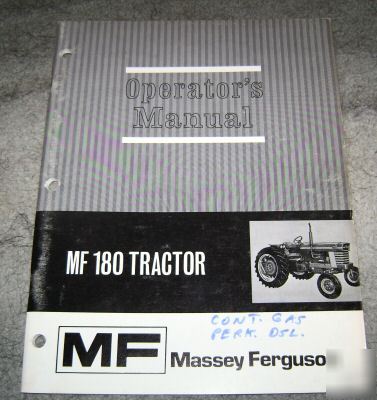 Operator's
Manual
MF 180 TRACTOR
CONT. GAS
PERK. DSL.
MF Massey Ferguso